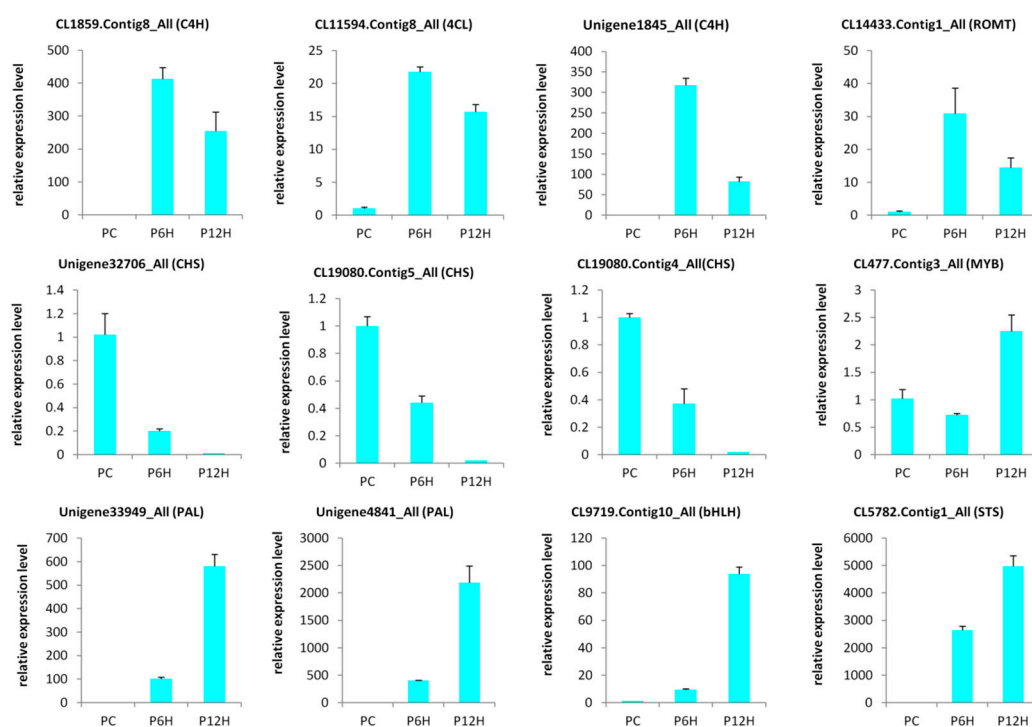 CL1859.Contig8_All (C4H)
relative expression level
500
400
300
200
100
0
PC P6H P12H
CL11594.Contig8_All (4CL)
relative expression level
25
20
15
10
5
0
PC P6H P12H
Unigene1845_All (C4H)
relative expression level
400
350
300
250
200
150
100
50
0
PC P6H P12H
CL14433.Contig1_All (ROMT)
relative expression level
50
40
30
20
10
0
PC P6H P12H
Unigene32706_All (CHS)
relative expression level
1.4
1.2
1
0.8
0.6
0.4
0.2
0
PC P6H P12H
CL19080.Contig5_All (CHS)
relative expression level
1.2
1
0.8
0.6
0.4
0.2
0
PC P6H P12H
CL19080.Contig4_All(CHS)
relative expression level
1.2
1
0.8
0.6
0.4
0.2
0
PC P6H P12H
CL477.Contig3_All (MYB)
relative expression level
3
2.5
2
1.5
1
0.5
0
PC P6H P12H
Unigene33949_All (PAL)
relative expression level
700
600
500
400
300
200
100
0
PC P6H P12H
Unigene4841_All (PAL)
relative expression level
3000
2500
2000
1500
1000
500
0
PC P6H P12H
CL9719.Contig10_All (bHLH)
relative expression level
120
100
80
60
40
20
0
PC P6H P12H
CL5782.Contig1_All (STS)
relative expression level
6000
5000
4000
3000
2000
1000
0
PC P6H P12H